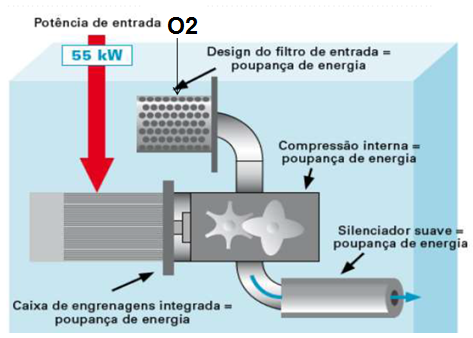 Potência de entrada
O2
55 kW
Design do filtro de entrada =
poupança de energia
Compressão interna =
poupança de energia
Silenciador suave =
poupança de energia
Caixa de engrenagens integrada =
poupança de energia